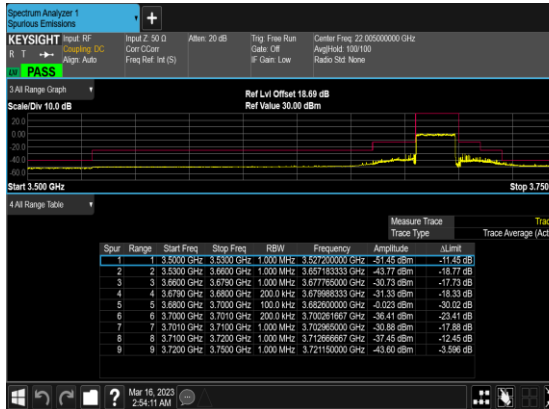 Spectrum Analyzer 1
Spurious Emissions
+
KEYSIGHT Input: RF Input Z: 50 Ω Atten: 20 dB Trig: Free Run Center Freq: 22.005000000 GHz
R T Coupling: DC Corr CCorr Gate: Off Avg|Hold: 100/100
Align: Auto Freq Ref: Int (S) IF Gain: Low Radio Std: None
PASS
3 All Range Graph
Ref Lvl Offset 18.69 dB
Scale/Div 10.0 dB Ref Value 30.00 dBm
20.0
0.00
-20.0
-40.0
-60.0
Start 3.500 GHz Stop 3.750
4 All Range Table
Measure Trace Trac
Trace Type Trace Average (Act
Spur Range Start Freq Stop Freq RBW Frequency Amplitude ΔLimit
1 1 3.5000 GHz 3.5300 GHz 1.000 MHz 3.527200000 GHz -51.45 dBm -11.45 dB
2 2 3.5300 GHz 3.6600 GHz 1.000 MHz 3.657183333 GHz -43.77 dBm -18.77 dB
3 3 3.6600 GHz 3.6790 GHz 1.000 MHz 3.677765000 GHz -30.73 dBm -17.73 dB
4 4 3.6790 GHz 3.6800 GHz 200.0 kHz 3.679988333 GHz -31.33 dBm -18.33 dB
5 5 3.6800 GHz 3.7000 GHz 100.0 kHz 3.682600000 GHz -0.023 dBm -30.02 dB
6 6 3.7000 GHz 3.7010 GHz 200.0 kHz 3.700261667 GHz -36.41 dBm -23.41 dB
7 7 3.7010 GHz 3.7100 GHz 1.000 MHz 3.702965000 GHz -30.88 dBm -17.88 dB
8 8 3.7100 GHz 3.7200 GHz 1.000 MHz 3.712666667 GHz -37.45 dBm -12.45 dB
9 9 3.7200 GHz 3.7500 GHz 1.000 MHz 3.721150000 GHz -43.60 dBm -3.596 dB
? Mar 16, 2023
2:54:11 AM